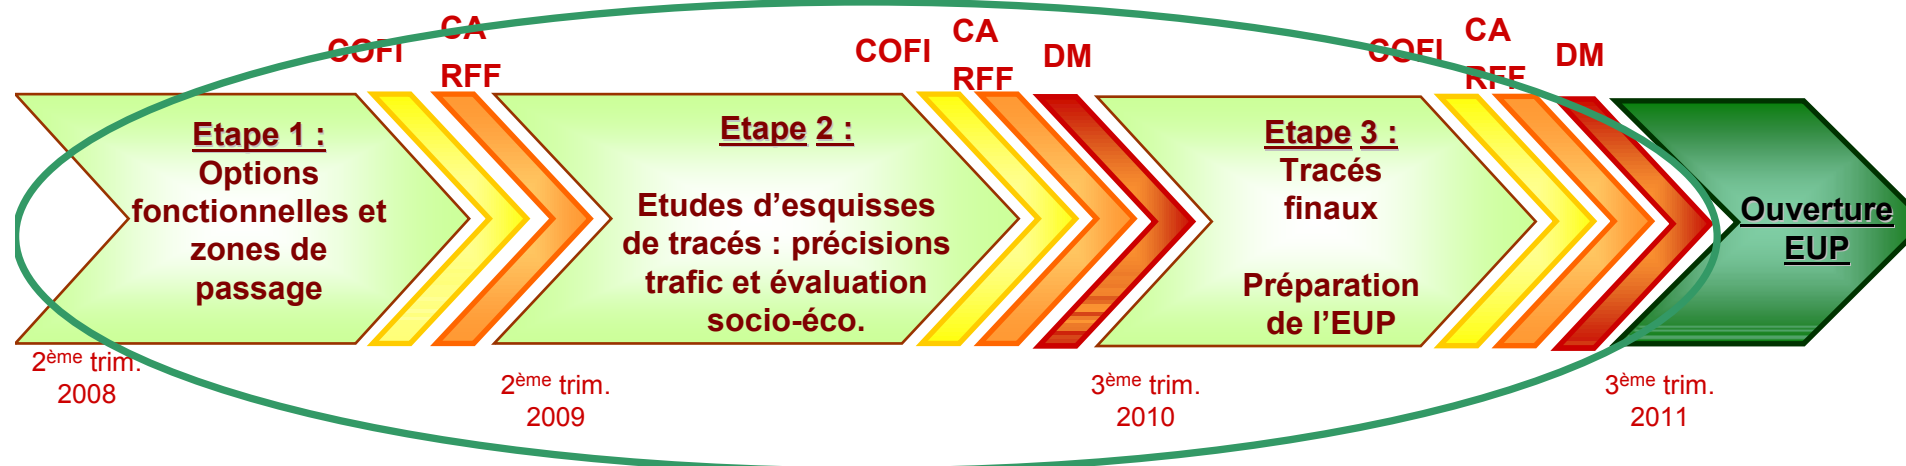 COFI
CA
RFF
COFI
CA
RFF
DM
COFI
CA
RFF
DM
Etape 1 :
Options
fonctionnelles et
zones de
passage
Etape 2 :
Etudes d’esquisses
de tracés : précisions
trafic et évaluation
socio-éco.
Etape 3 :
Tracés
finaux
Préparation
de l’EUP
Ouverture
EUP
2ème trim.
2008
2ème trim.
2009
3ème trim.
2010
3ème trim.
2011